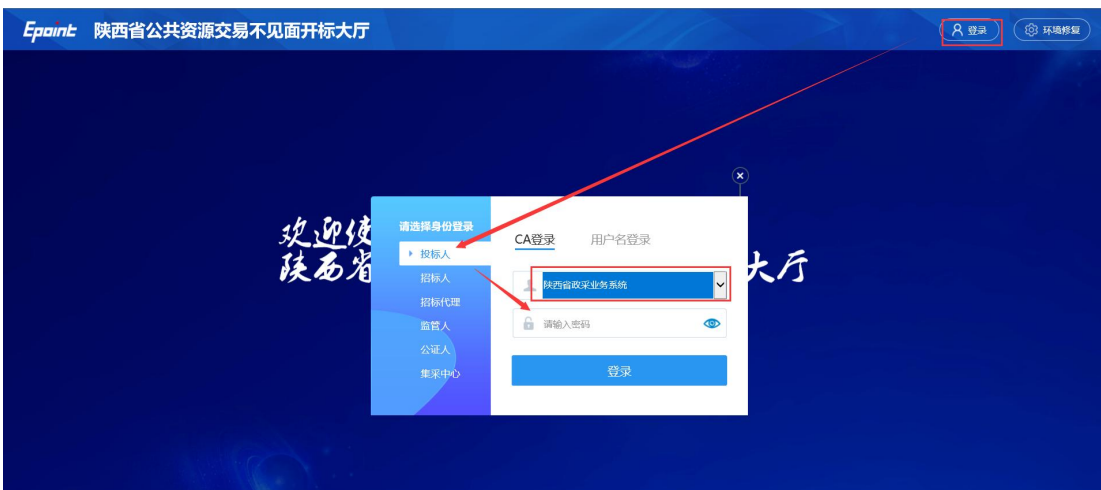 Epoint 陕西省公共资源交易不见面开标大厅
登录
环境修复
欢迎使
陕西省
大厅
请选择身份登录
投标人
招标人
招标代理
监管人
公证人
集采中心
CA登录 用户名登录
陕西省政采业务系统
请输入密码
登录